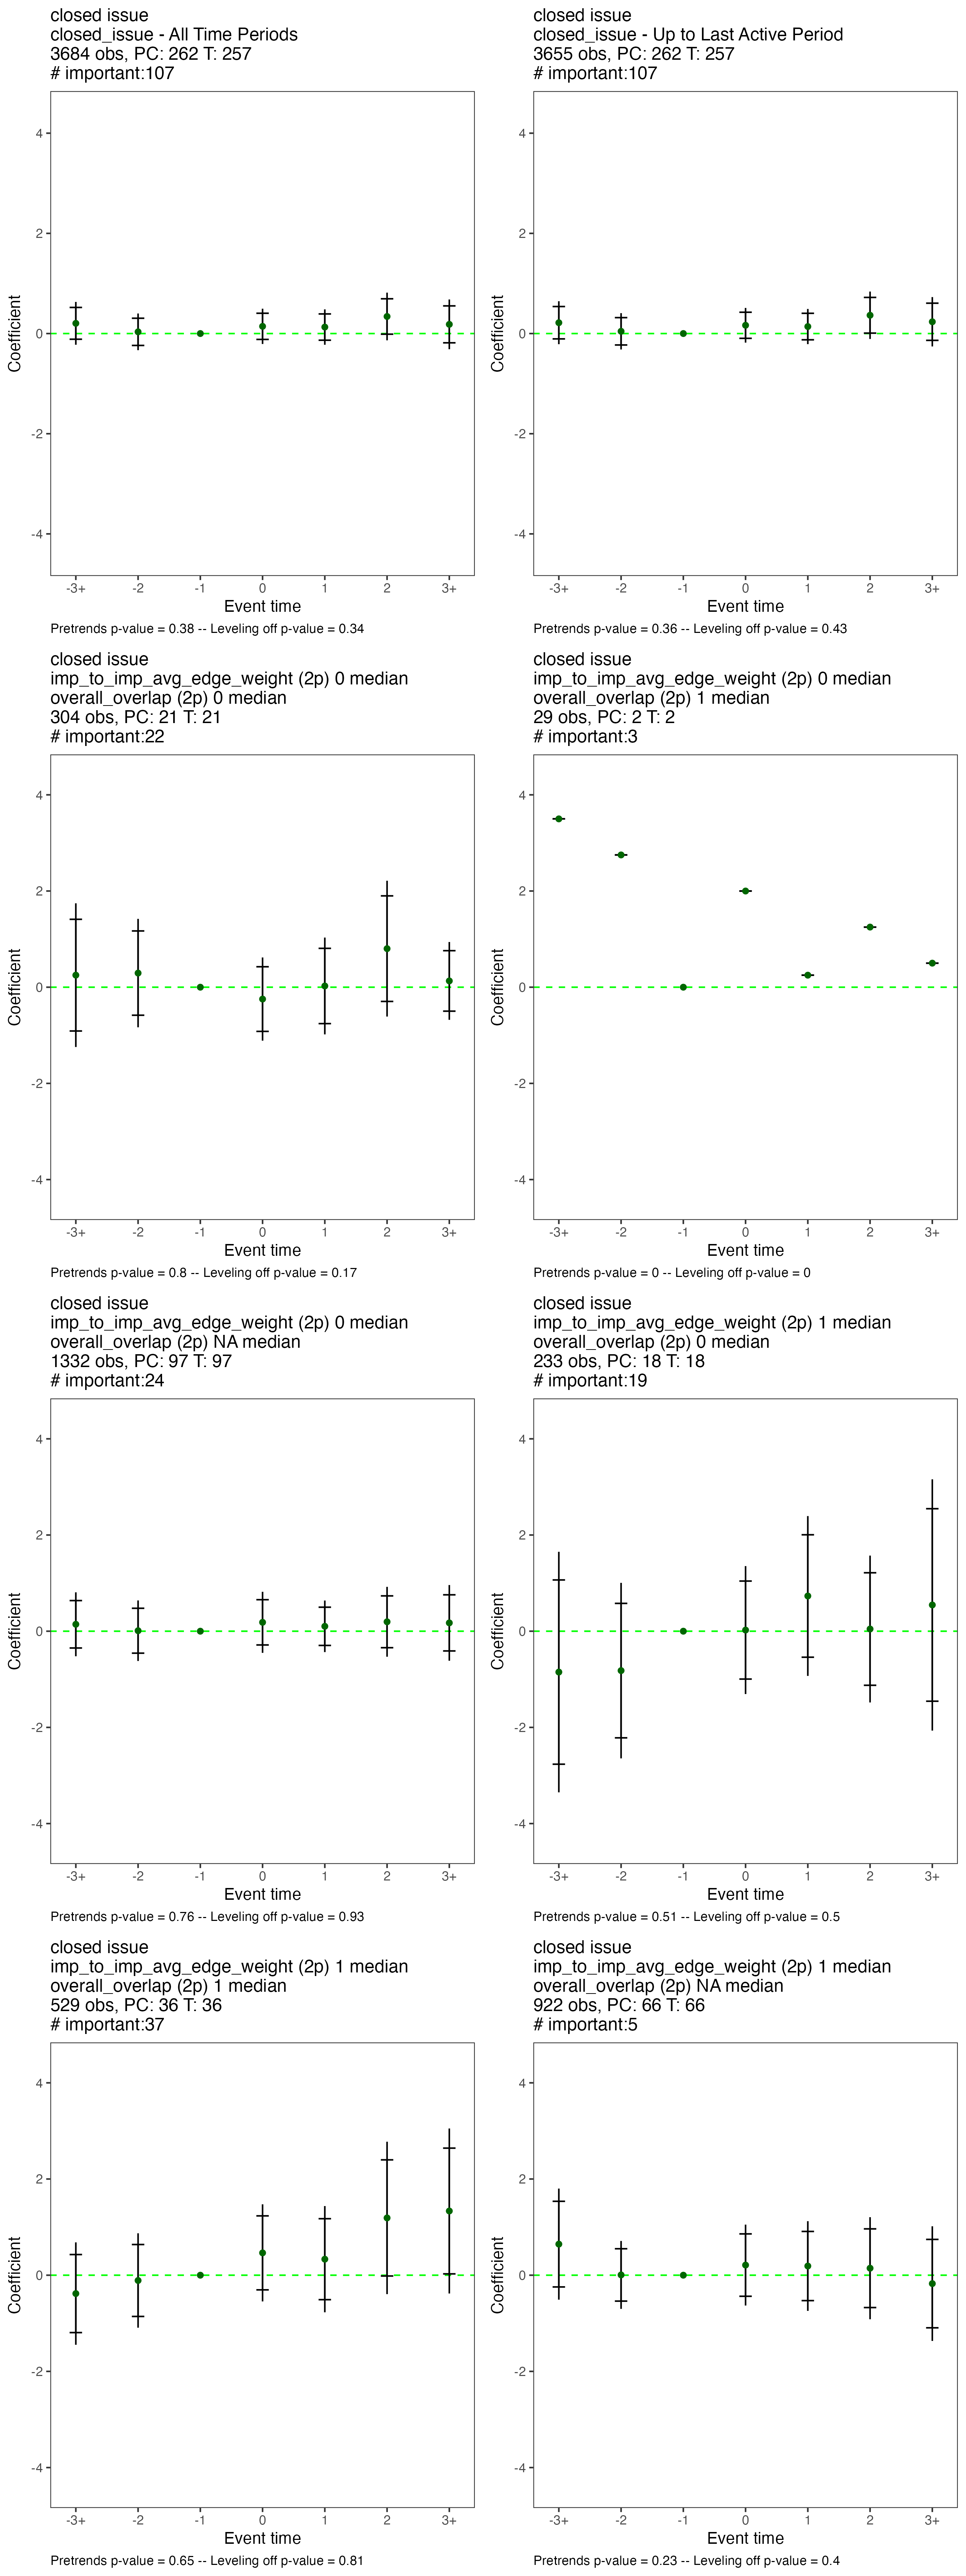 closed issue
closed_issue - All Time Periods
3684 obs, PC: 262 T: 257
# important:107
Coefficient
4
2
0
-2
-4
-3+ -2 -1 0 1 2 3+
Event time
Pretrends p-value = 0.38 -- Leveling off p-value = 0.34
closed issue
closed_issue - Up to Last Active Period
3655 obs, PC: 262 T: 257
# important:107
Coefficient
4
2
0
-2
-4
-3+ -2 -1 0 1 2 3+
Event time
Pretrends p-value = 0.36 -- Leveling off p-value = 0.43
closed issue
imp_to_imp_avg_edge_weight (2p) 0 median
overall_overlap (2p) 0 median
304 obs, PC: 21 T: 21
# important:22
Coefficient
4
2
0
-2
-4
-3+ -2 -1 0 1 2 3+
Event time
Pretrends p-value = 0.8 -- Leveling off p-value = 0.17
closed issue
imp_to_imp_avg_edge_weight (2p) 0 median
overall_overlap (2p) 1 median
29 obs, PC: 2 T: 2
# important:3
Coefficient
4
2
0
-2
-4
-3+ -2 -1 0 1 2 3+
Event time
Pretrends p-value = 0 -- Leveling off p-value = 0
closed issue
imp_to_imp_avg_edge_weight (2p) 0 median
overall_overlap (2p) NA median
1332 obs, PC: 97 T: 97
# important:24
Coefficient
4
2
0
-2
-4
-3+ -2 -1 0 1 2 3+
Event time
Pretrends p-value = 0.76 -- Leveling off p-value = 0.93
closed issue
imp_to_imp_avg_edge_weight (2p) 1 median
overall_overlap (2p) 0 median
233 obs, PC: 18 T: 18
# important:19
Coefficient
4
2
0
-2
-4
-3+ -2 -1 0 1 2 3+
Event time
Pretrends p-value = 0.51 -- Leveling off p-value = 0.5
closed issue
imp_to_imp_avg_edge_weight (2p) 1 median
overall_overlap (2p) 1 median
529 obs, PC: 36 T: 36
# important:37
Coefficient
4
2
0
-2
-4
-3+ -2 -1 0 1 2 3+
Event time
Pretrends p-value = 0.65 -- Leveling off p-value = 0.81
closed issue
imp_to_imp_avg_edge_weight (2p) 1 median
overall_overlap (2p) NA median
922 obs, PC: 66 T: 66
# important:5
Coefficient
4
2
0
-2
-4
-3+ -2 -1 0 1 2 3+
Event time
Pretrends p-value = 0.23 -- Leveling off p-value = 0.4